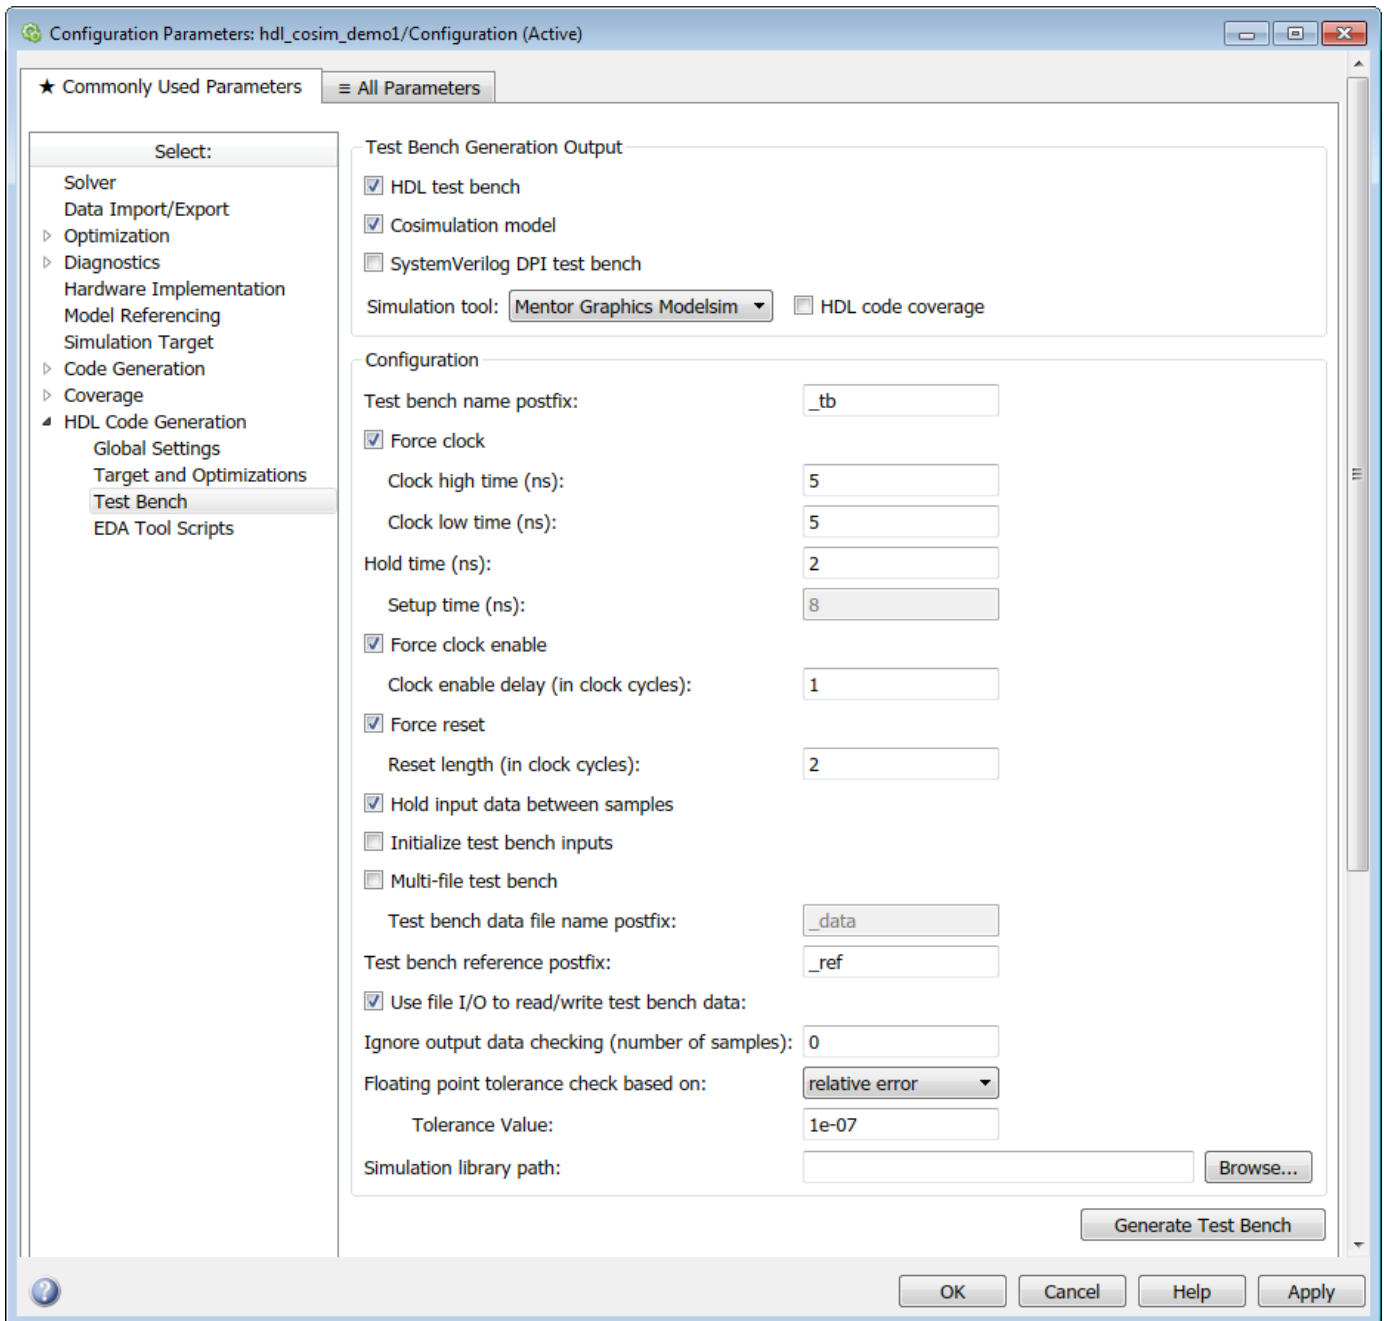 Configuration Parameters: hdl_cosim_demo1/Configuration (Active)
★ Commonly Used Parameters
≡ All Parameters
Select:
Solver
Data Import/Export
Optimization
Diagnostics
Hardware Implementation
Model Referencing
Simulation Target
Code Generation
Coverage
HDL Code Generation
Global Settings
Target and Optimizations
Test Bench
EDA Tool Scripts
Test Bench Generation Output
HDL test bench
Cosimulation model
SystemVerilog DPI test bench
Simulation tool: Mentor Graphics Modelsim HDL code coverage
Configuration
Test bench name postfix: _tb
Force clock
Clock high time (ns): 5
Clock low time (ns): 5
Hold time (ns): 2
Setup time (ns): 8
Force clock enable
Clock enable delay (in clock cycles): 1
Force reset
Reset length (in clock cycles): 2
Hold input data between samples
Initialize test bench inputs
Multi-file test bench
Test bench data file name postfix: _data
Test bench reference postfix: _ref
Use file I/O to read/write test bench data:
Ignore output data checking (number of samples): 0
Floating point tolerance check based on: relative error
Tolerance Value: 1e-07
Simulation library path: Browse...
Generate Test Bench
? OK Cancel Help Apply